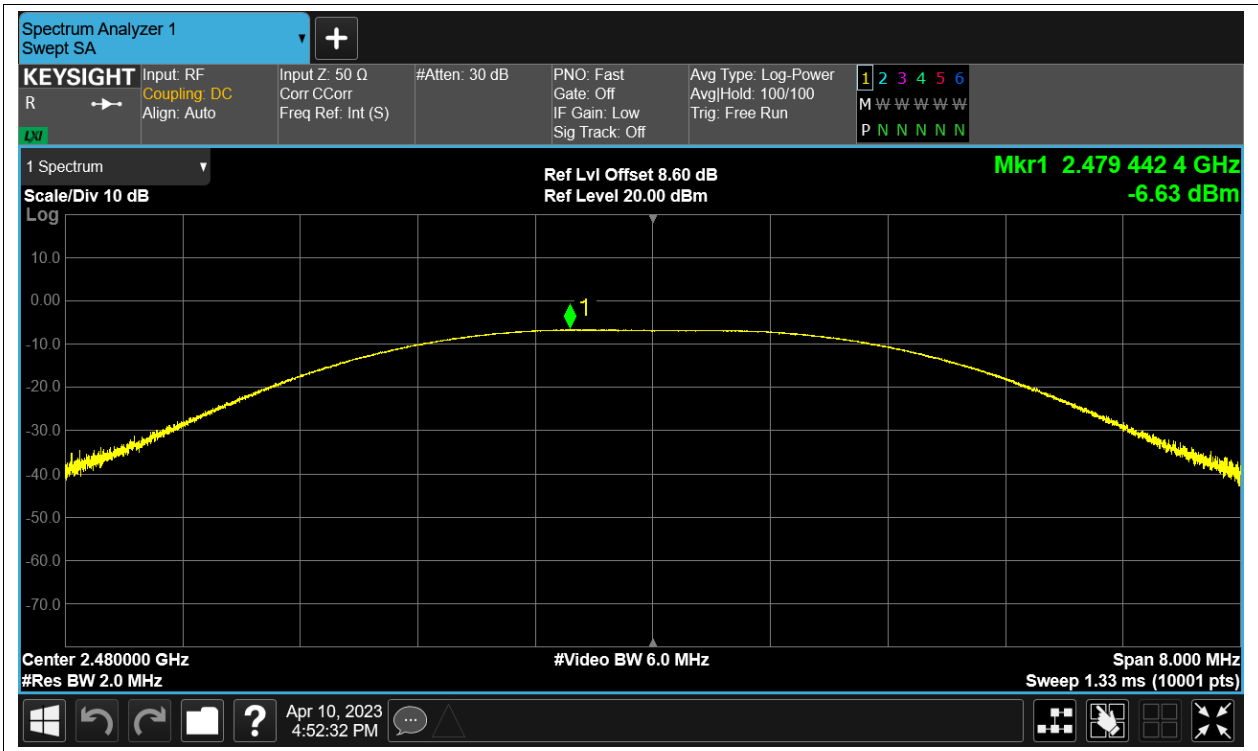 Spectrum Analyzer 1
Swept SA
KEYSIGHT
R
LXI
Input: RF
Coupling: DC
Align: Auto
Input Z: 50 Ω
Corr CCorr
Freq Ref: Int (S)
#Atten: 30 dB
PNO: Fast
Gate: Off
IF Gain: Low
Sig Track: Off
Avg Type: Log-Power
Avg|Hold: 100/100
Trig: Free Run
1 2 3 4 5 6
M W W W W W
P N N N N N
1 Spectrum
Scale/Div 10 dB
Log
Ref Lvl Offset 8.60 dB
Ref Level 20.00 dBm
Mkr1 2.479 442 4 GHz
-6.63 dBm
10.0
0.00
1
-10.0
-20.0
-30.0
-40.0
-50.0
-60.0
-70.0
Center 2.480000 GHz
#Res BW 2.0 MHz
#Video BW 6.0 MHz
Span 8.000 MHz
Sweep 1.33 ms (10001 pts)
?
Apr 10, 2023
4:52:32 PM